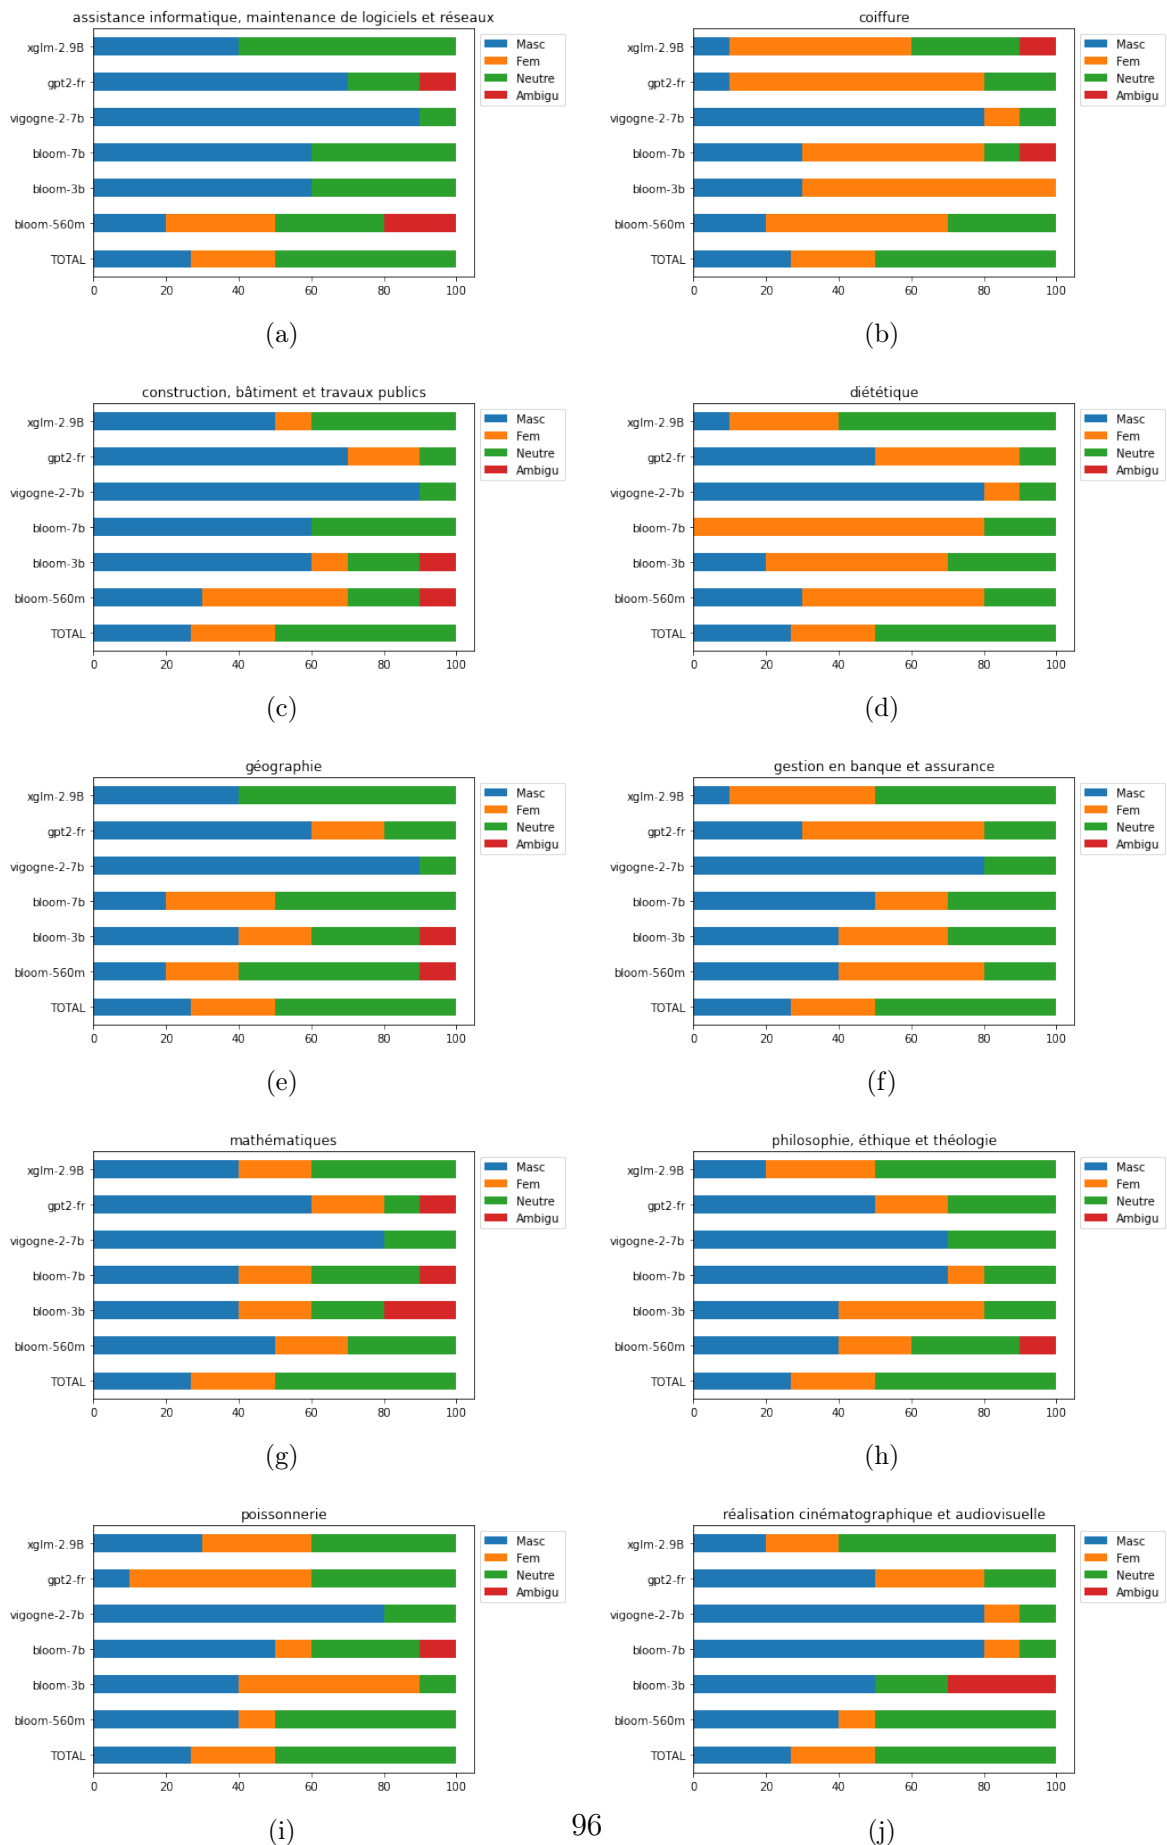 assistance informatique, maintenance de logiciels et réseaux
xglm-2.9B
gpt2-fr
vigogne-2-7b
bloom-7b
bloom-3b
bloom-560m
TOTAL
0 20 40 60 80 100
Masc
Fem
Neutre
Ambigu
(a)
coiffure
xglm-2.9B
gpt2-fr
vigogne-2-7b
bloom-7b
bloom-3b
bloom-560m
TOTAL
0 20 40 60 80 100
Masc
Fem
Neutre
Ambigu
(b)
construction, bâtiment et travaux publics
xglm-2.9B
gpt2-fr
vigogne-2-7b
bloom-7b
bloom-3b
bloom-560m
TOTAL
0 20 40 60 80 100
Masc
Fem
Neutre
Ambigu
(c)
diététique
xglm-2.9B
gpt2-fr
vigogne-2-7b
bloom-7b
bloom-3b
bloom-560m
TOTAL
0 20 40 60 80 100
Masc
Fem
Neutre
Ambigu
(d)
géographie
xglm-2.9B
gpt2-fr
vigogne-2-7b
bloom-7b
bloom-3b
bloom-560m
TOTAL
0 20 40 60 80 100
Masc
Fem
Neutre
Ambigu
(e)
gestion en banque et assurance
xglm-2.9B
gpt2-fr
vigogne-2-7b
bloom-7b
bloom-3b
bloom-560m
TOTAL
0 20 40 60 80 100
Masc
Fem
Neutre
Ambigu
(f)
mathématiques
xglm-2.9B
gpt2-fr
vigogne-2-7b
bloom-7b
bloom-3b
bloom-560m
TOTAL
0 20 40 60 80 100
Masc
Fem
Neutre
Ambigu
(g)
philosophie, éthique et théologie
xglm-2.9B
gpt2-fr
vigogne-2-7b
bloom-7b
bloom-3b
bloom-560m
TOTAL
0 20 40 60 80 100
Masc
Fem
Neutre
Ambigu
(h)
poissonnerie
xglm-2.9B
gpt2-fr
vigogne-2-7b
bloom-7b
bloom-3b
bloom-560m
TOTAL
0 20 40 60 80 100
Masc
Fem
Neutre
Ambigu
(i)
réalisation cinématographique et audiovisuelle
xglm-2.9B
gpt2-fr
vigogne-2-7b
bloom-7b
bloom-3b
bloom-560m
TOTAL
0 20 40 60 80 100
Masc
Fem
Neutre
Ambigu
(j)
96